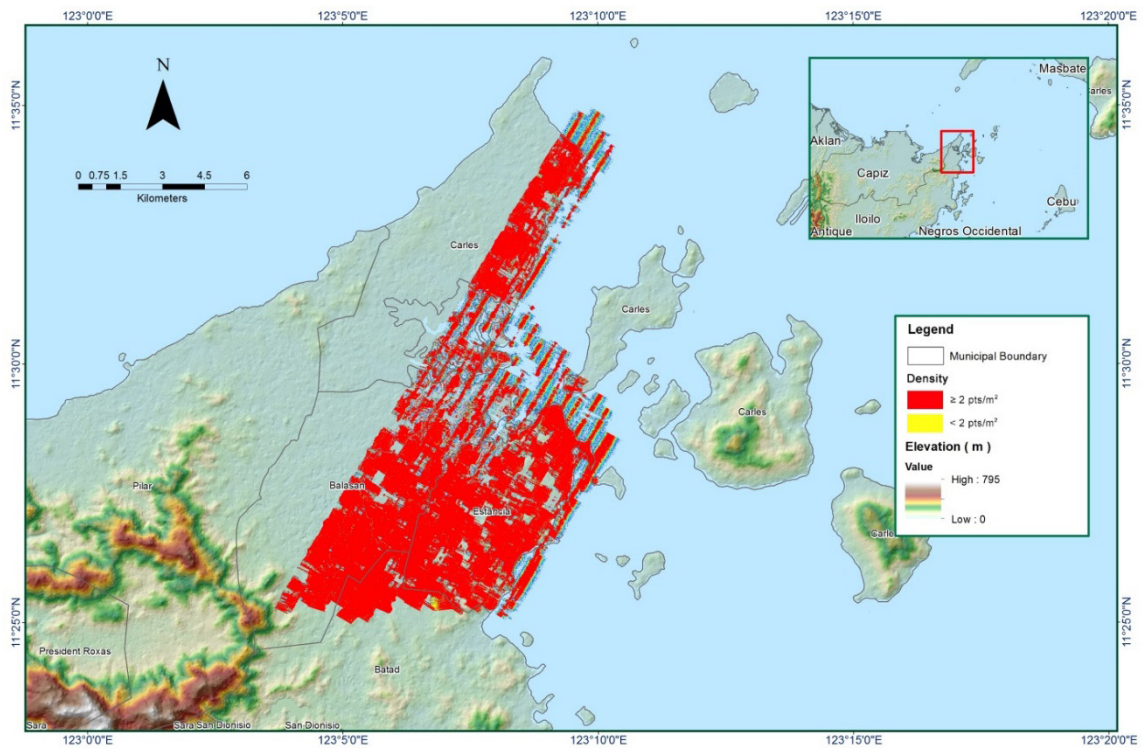 123°0'0"E 123°5'0"E 123°10'0"E 123°15'0"E 123°20'0"E
N
0 0.75 1.5 3 4.5 6
Kilometers
11°35'0"N
11°35'0"N
Masbate
Carles
Aklan
Capiz
Iloilo
Cebu
Antique
Negros Occidental
Carles
Carles
11°30'0"N
11°30'0"N
Legend
Municipal Boundary
Density
≥ 2 pts/m²
< 2 pts/m²
Elevation ( m )
Value
High : 795
Low : 0
Carles
Pilar
Balasan
Estancia
Carles
11°25'0"N
11°25'0"N
President Roxas
Batad
Sara
Sara San Dionisio
San Dionisio
123°0'0"E 123°5'0"E 123°10'0"E 123°15'0"E 123°20'0"E